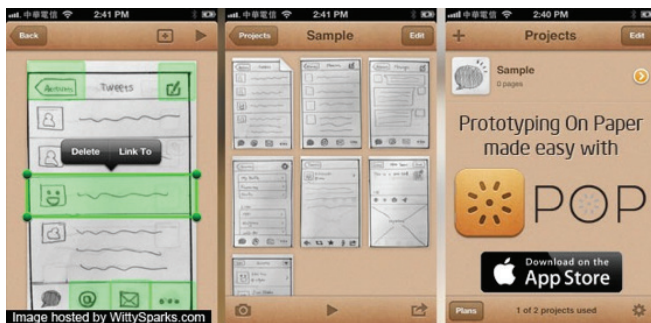 中華電信 2:41 PM
Back
Activities Tweets
Delete Link To
Image hosted by WittySparks.com
中華電信 2:41 PM
Projects Sample Edit
中華電信 2:40 PM
Projects Edit
Sample
0 pages
Prototyping On Paper
made easy with
POP
Download on the
App Store
Plans 1 of 2 projects used